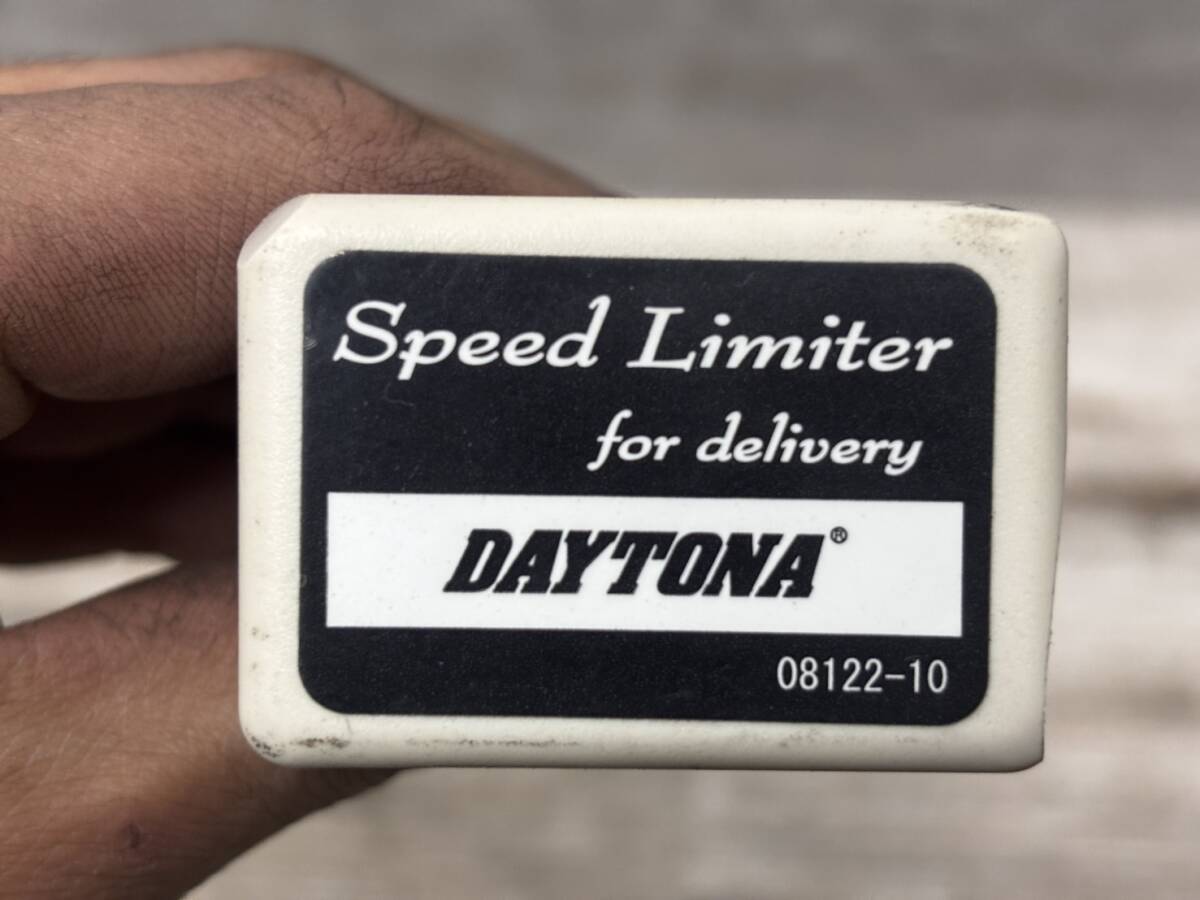 Speed Limiter
for delivery
DAYTONA®
08122-10